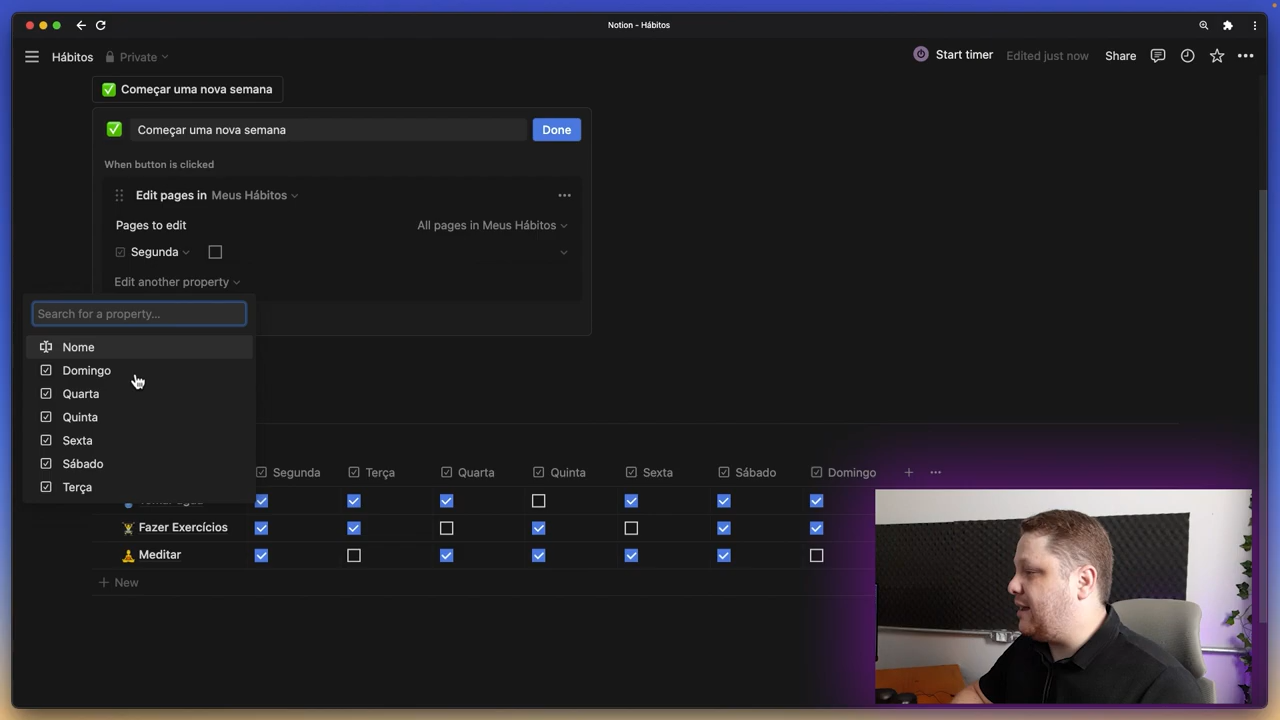 Notion - Hábitos
Hábitos Private Start timer Edited just now Share
✅ Começar uma nova semana
✅ Começar uma nova semana Done
When button is clicked
Edit pages in Meus Hábitos
Pages to edit All pages in Meus Hábitos
Segunda
Edit another property
Search for a property...
Nome
Domingo
Quarta
Quinta
Sexta
Sábado
Terça
Segunda Terça Quarta Quinta Sexta Sábado Domingo
Fazer Exercícios
Meditar
New